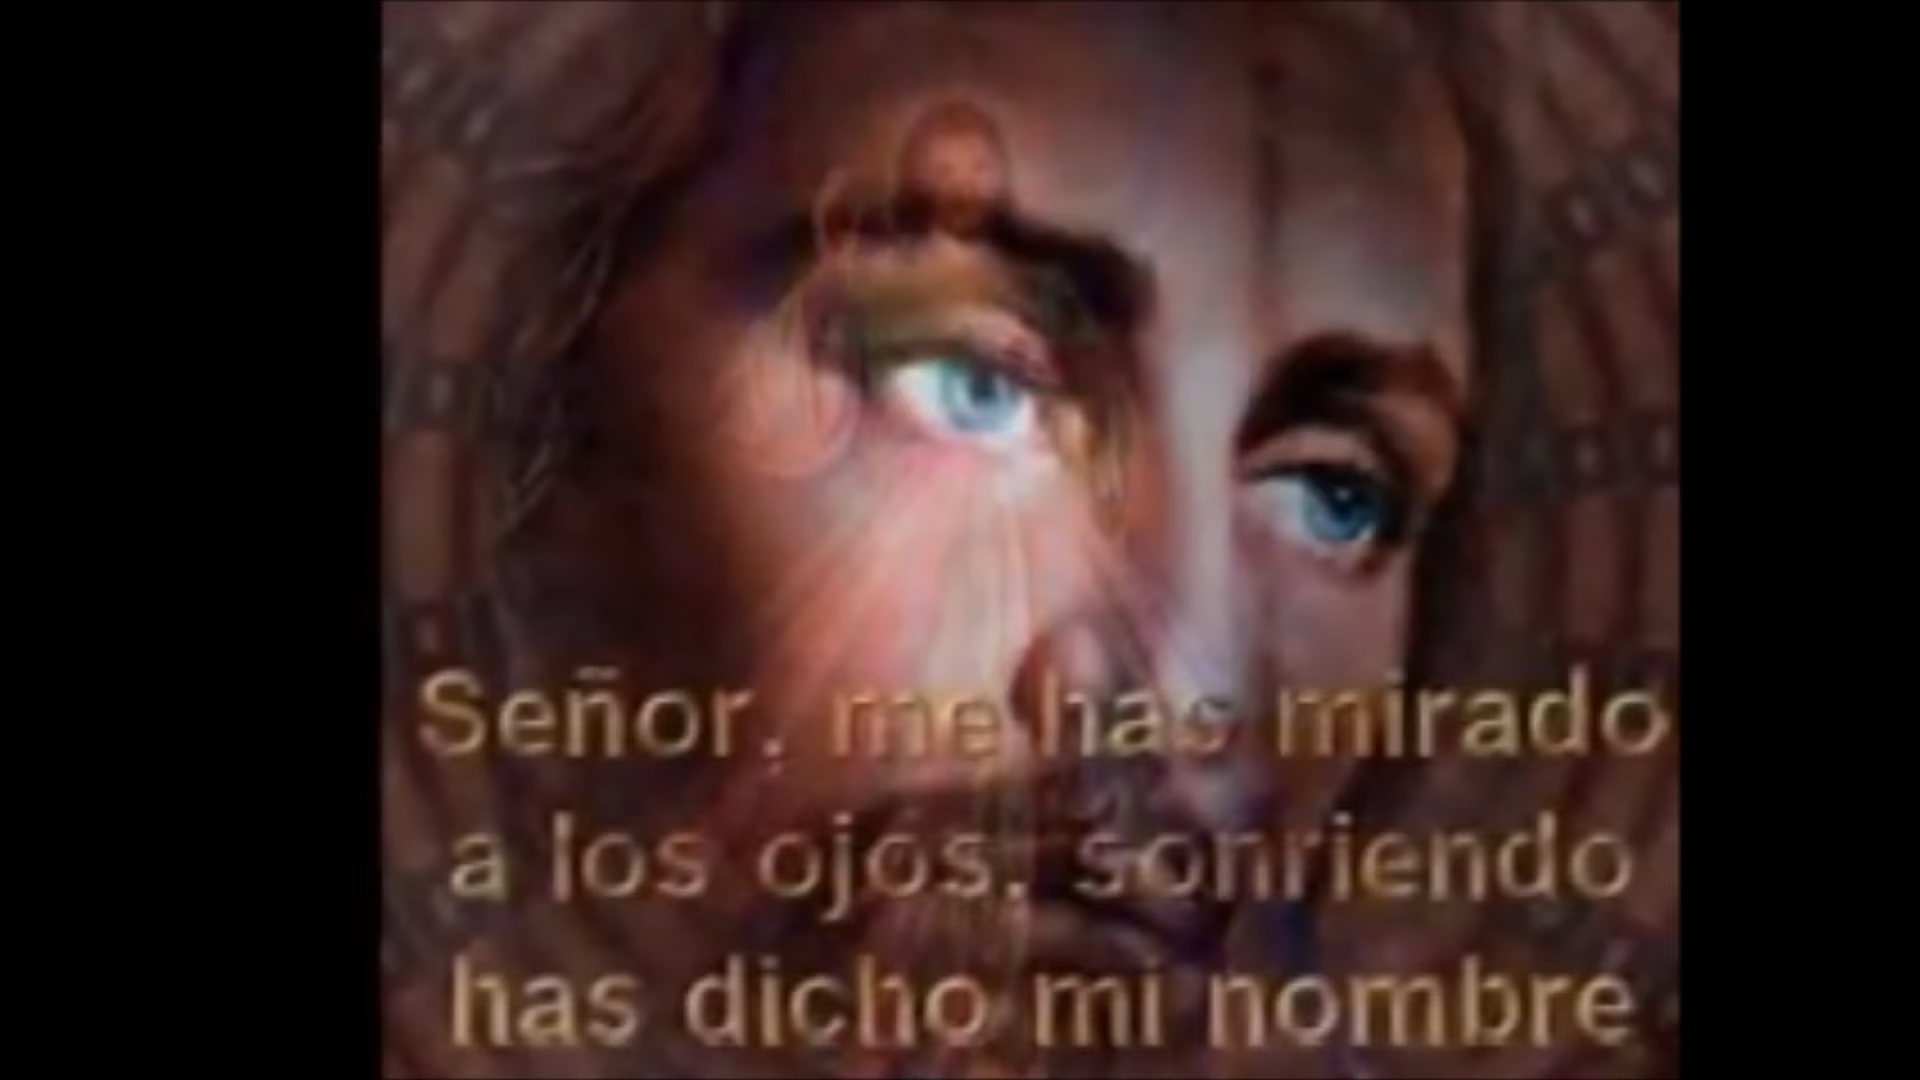 Señor, me has mirado
a los ojos, sonriendo
has dicho mi nombre